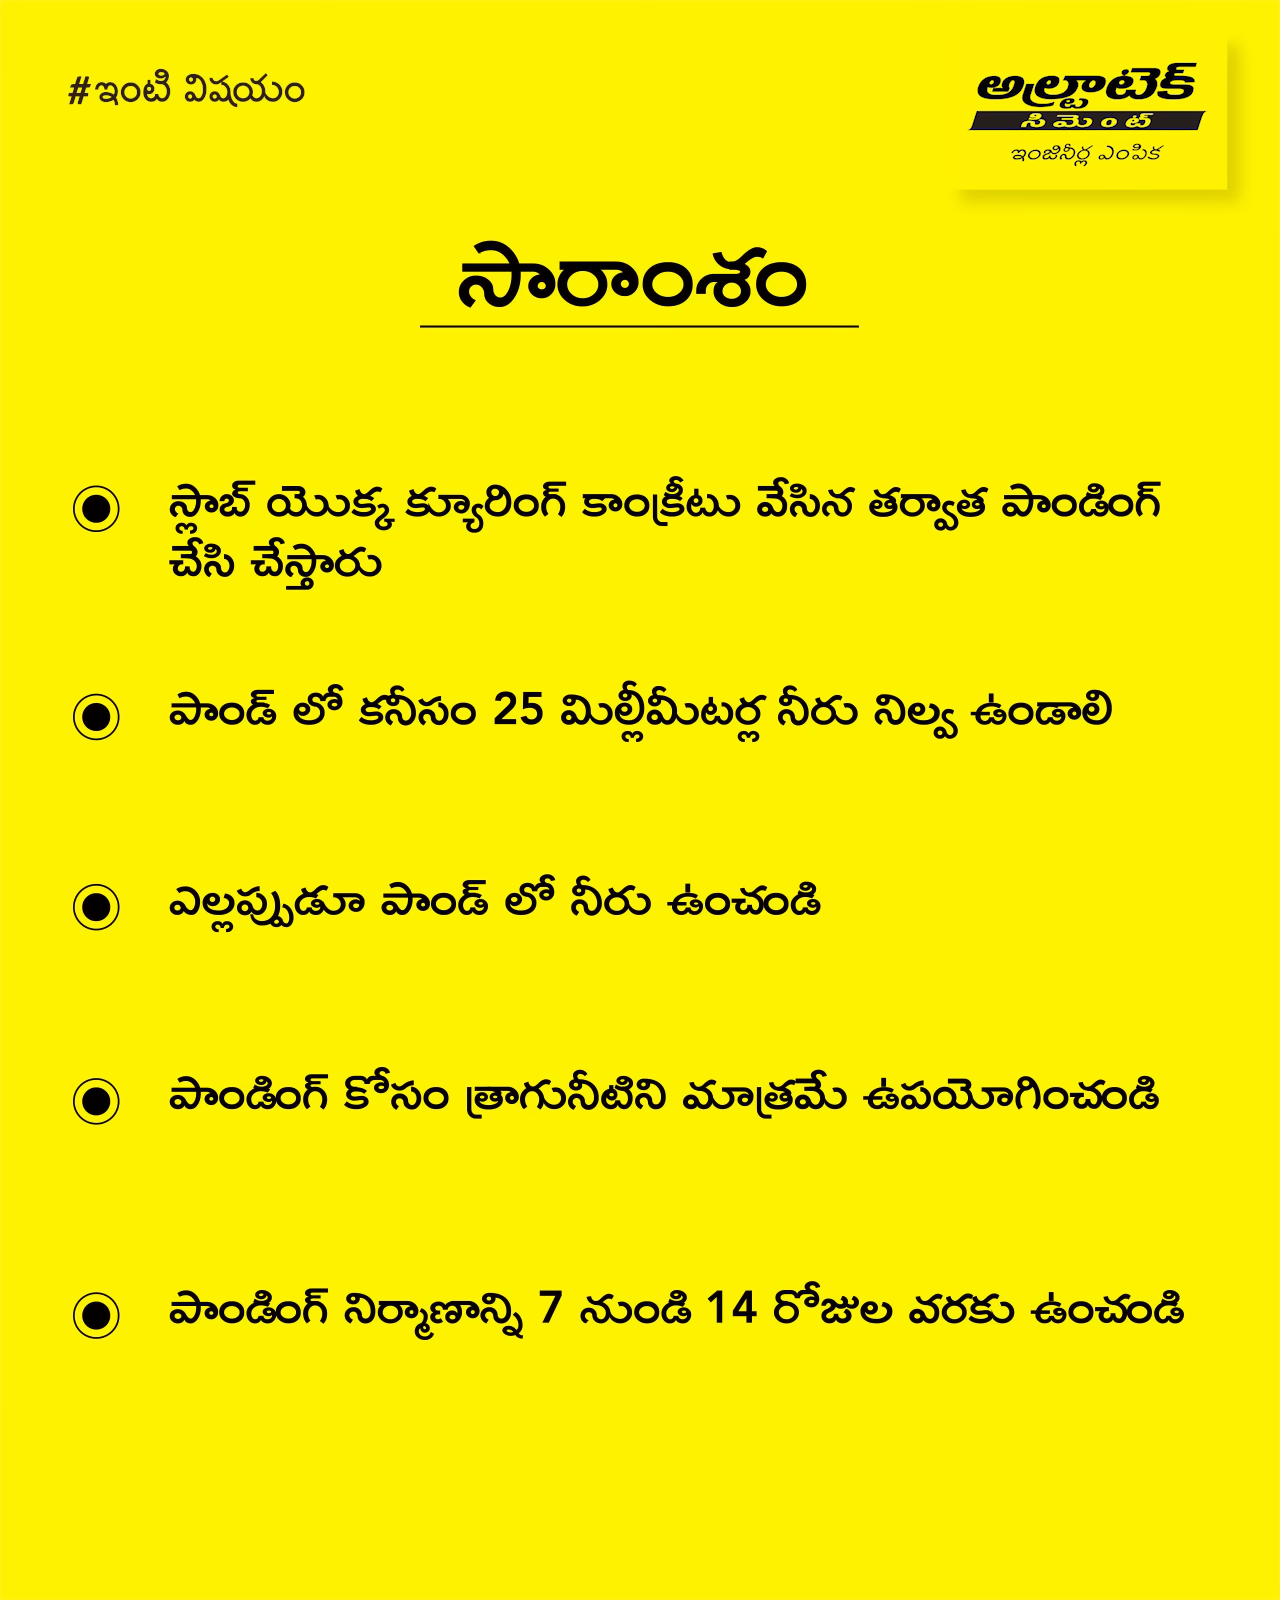 #ఇంటి విషయం
అల్ట్రాటెక్
సిమెంట్
ఇంజినీర్ల ఎంపిక
సారాంశం
స్లాబ్ యొక్క క్యూరింగ్ కాంక్రీటు వేసిన తర్వాత పాండింగ్
చేసి చేస్తారు
పాండ్ లో కనీసం 25 మిల్లీమీటర్ల నీరు నిల్వ ఉండాలి
ఎల్లప్పుడూ పాండ్ లో నీరు ఉంచండి
పాండింగ్ కోసం త్రాగునీటిని మాత్రమే ఉపయోగించండి
పాండింగ్ నిర్మాణాన్ని 7 నుండి 14 రోజుల వరకు ఉంచండి